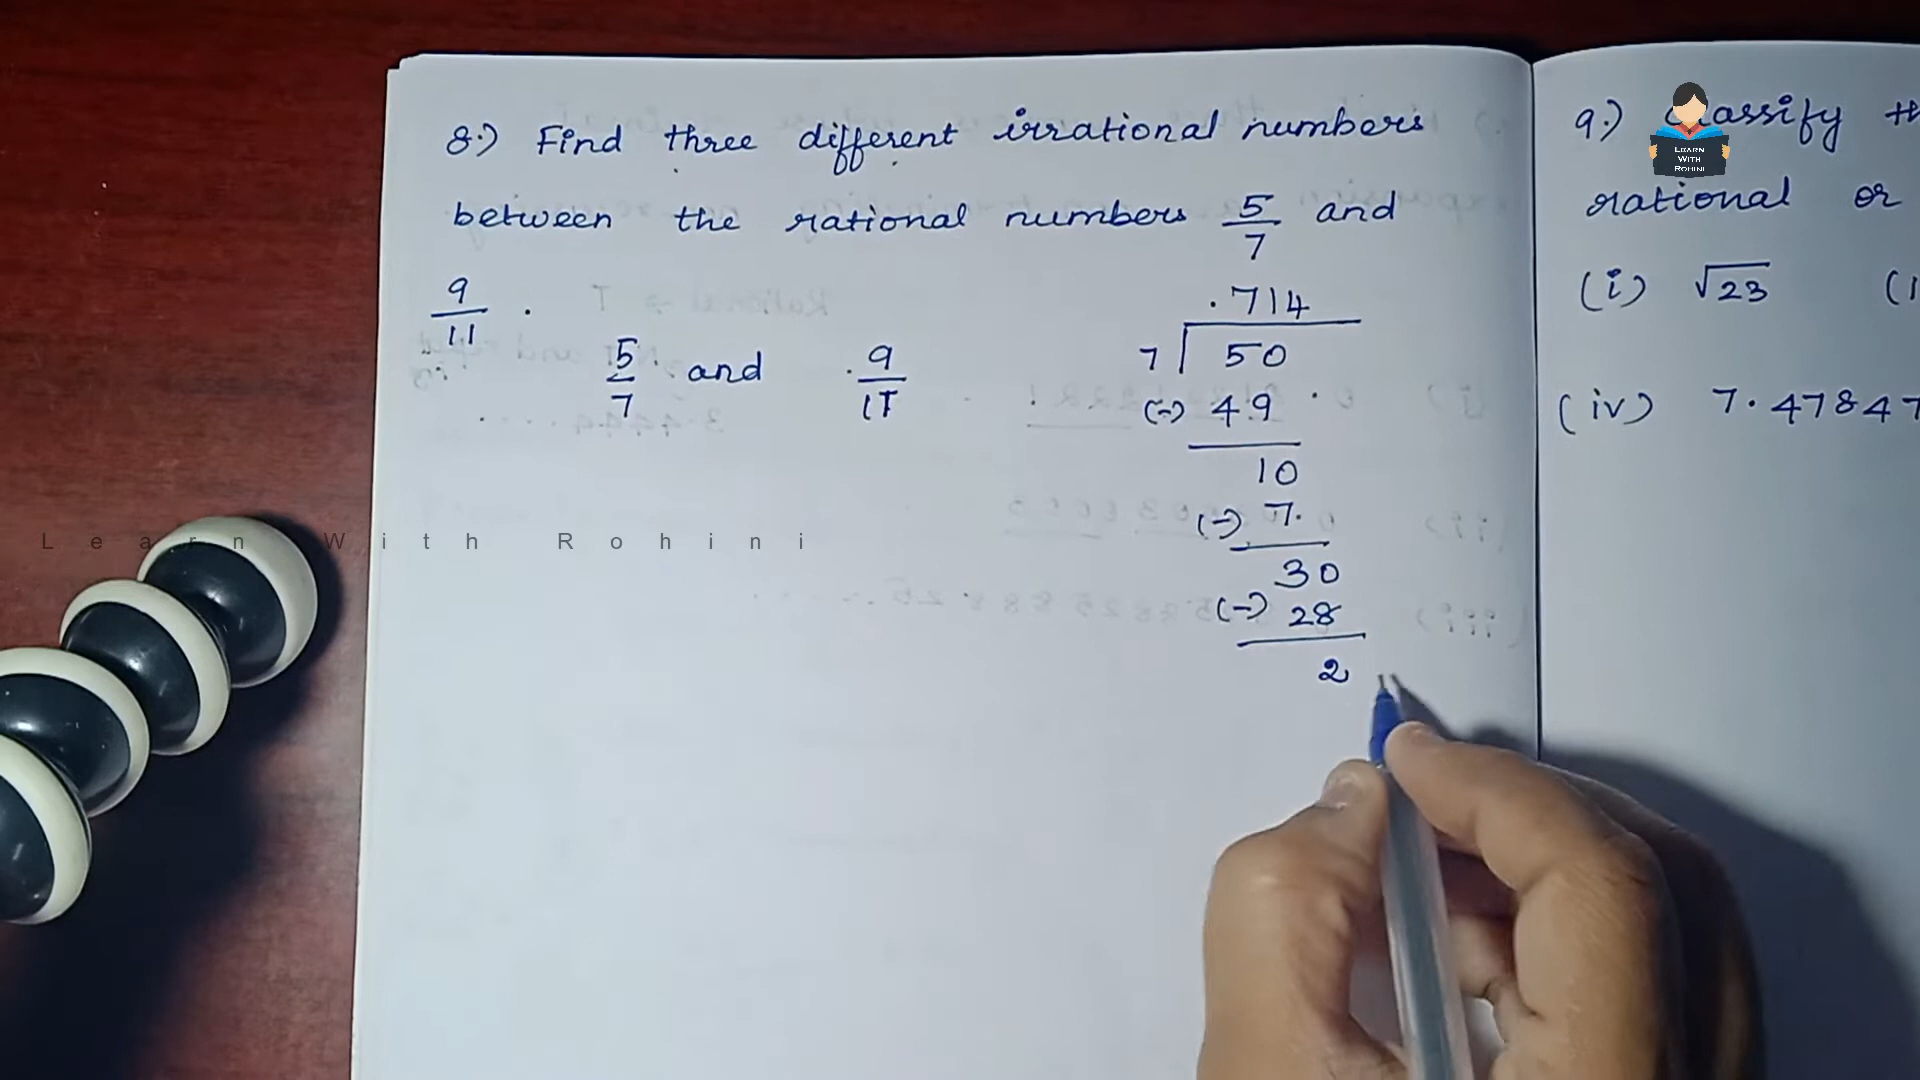 8.) Find three different irrational numbers
between the rational numbers 5/7 and
9/11 .
5/7 and 9/11
.714
7 50
(-) 49
10
(-) 7
30
(-) 28
2
9.) Classify th
rational or
(i) √23 (i
(iv) 7.47847
LEARN
WITH
ROHINI
Learn With Rohini